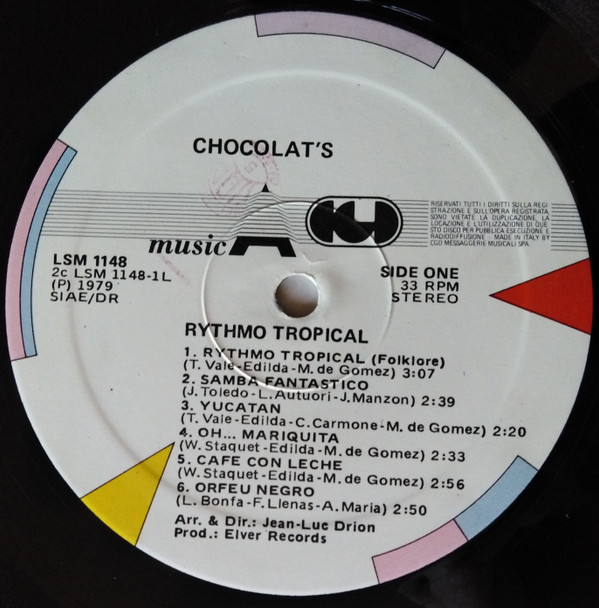 CHOCOLAT'S
music A
RISERVATI TUTTI I DIRITTI SULLA REGI
STRAZIONE E SULL'OPERA REGISTRATA.
SONO VIETATE LA DUPLICAZIONE, LA
LOCAZIONE E L'UTILIZZAZIONE DI QUE-
STO DISCO PER PUBBLICA ESECUZIONE E
RADIODIFFUSIONE - MADE IN ITALY BY
CGD MESSAGGERIE MUSICALI SPA
LSM 1148
2c LSM 1148-1L
(P) 1979
SIAE/DR
SIDE ONE
33 RPM
STEREO
RYTHMO TROPICAL
1. RYTHMO TROPICAL (Folklore)
(T. Vale-Edilda-M. de Gomez) 3:07
2. SAMBA FANTASTICO
(J. Toledo-L. Autuori-J.Manzon) 2:39
3. YUCATAN
(T. Vale-Edilda-C. Carmone-M. de Gomez) 2:20
4. OH... MARIQUITA
(W. Staquet-Edilda-M. de Gomez) 2:33
5. CAFE CON LECHE
(W. Staquet-Edilda-M. de Gomez) 2:56
6. ORFEU NEGRO
(L. Bonfa-F. Llenas-A. Maria) 2:50
Arr. & Dir.: Jean-Luc Drion
Prod.: Elver Records